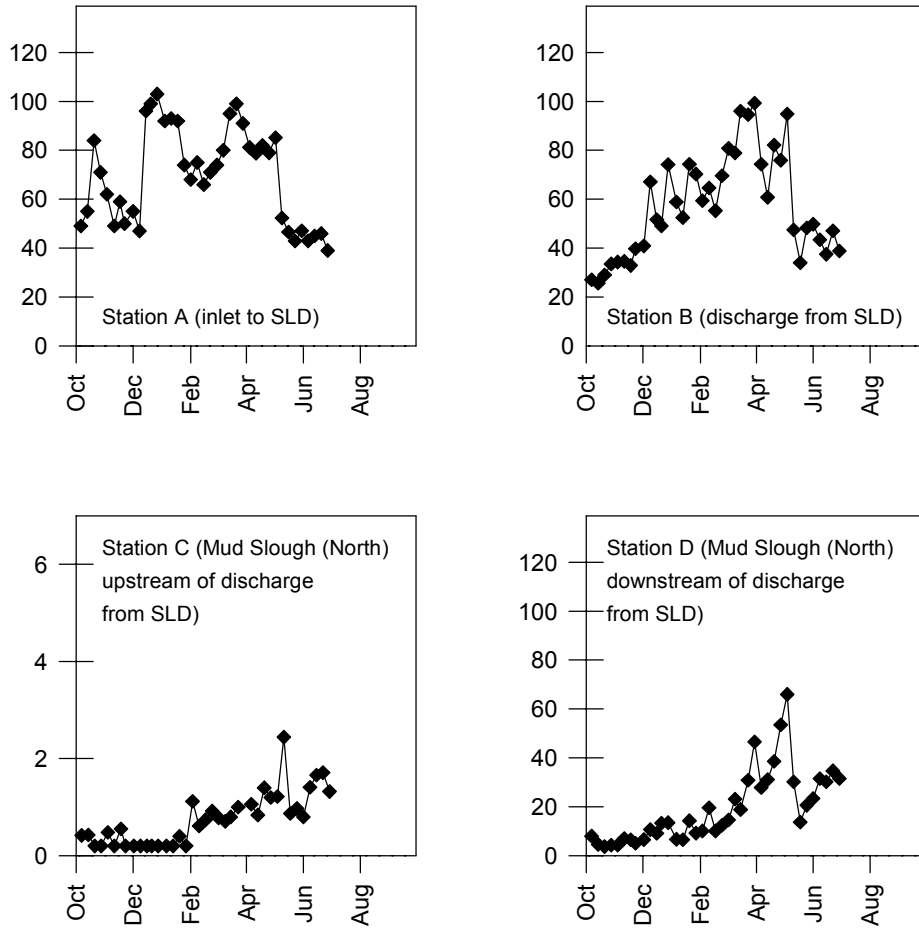 120
100
80
60
40
20
0
Station A (inlet to SLD)
Oct
Dec
Feb
Apr
Jun
Aug
120
100
80
60
40
20
0
Station B (discharge from SLD)
Oct
Dec
Feb
Apr
Jun
Aug
6
4
2
0
Station C (Mud Slough (North)
upstream of discharge
from SLD)
Oct
Dec
Feb
Apr
Jun
Aug
120
100
80
60
40
20
0
Station D (Mud Slough (North)
downstream of discharge
from SLD)
Oct
Dec
Feb
Apr
Jun
Aug